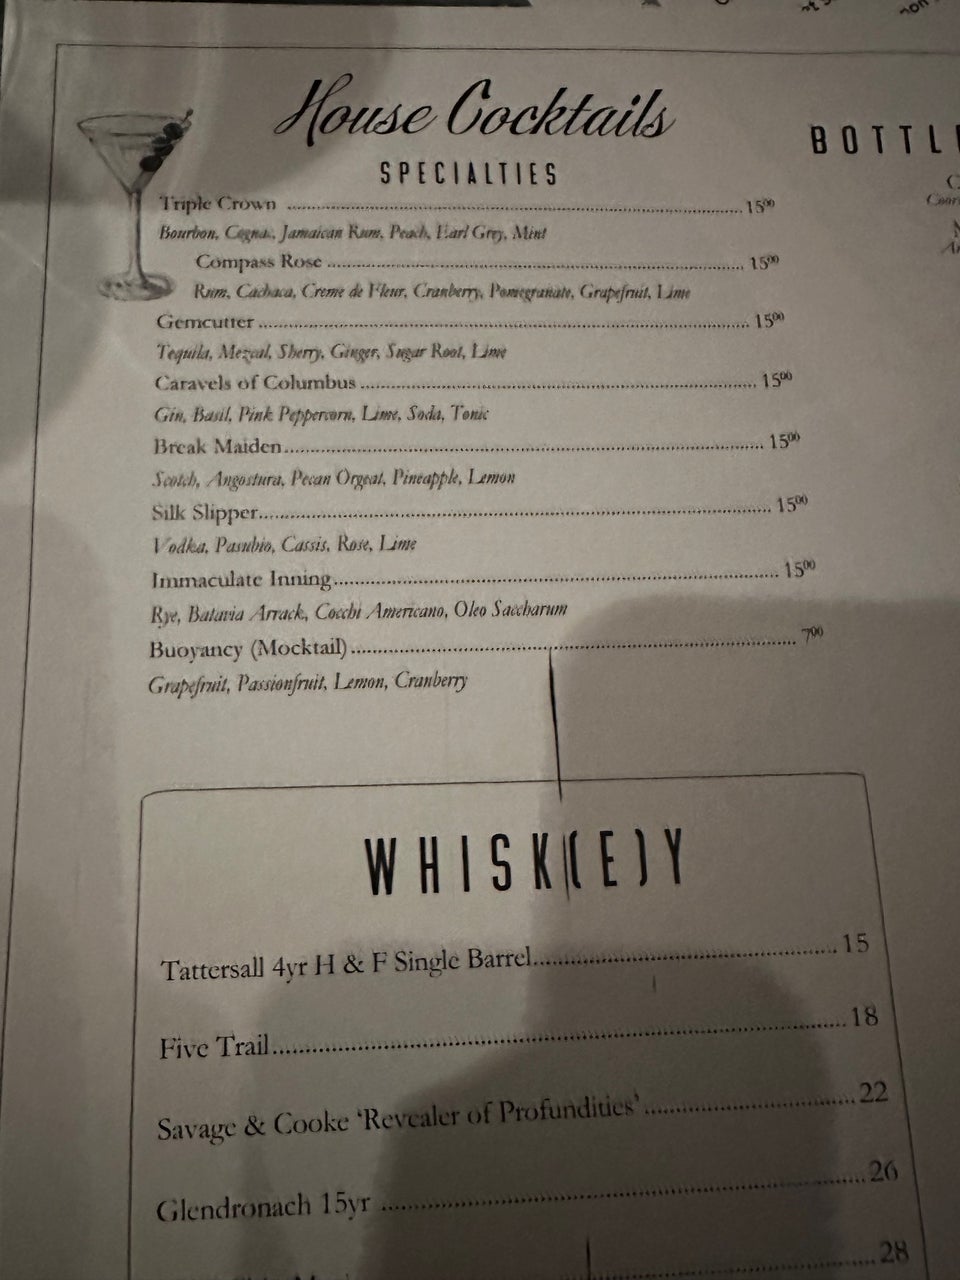 House Cocktails
SPECIALTIES
Triple Crown ........ 15⁰⁰
Bourbon, Cognac, Jamaican Rum, Peach, Earl Grey, Mint
Compass Rose ........ 15⁰⁰
Rum, Cachaca, Creme de Fleur, Cranberry, Pomegranate, Grapefruit, Lime
Gemcutter ........ 15⁰⁰
Tequila, Mezcal, Sherry, Ginger, Sugar Root, Lime
Caravels of Columbus ........ 15⁰⁰
Gin, Basil, Pink Peppercorn, Lime, Soda, Tonic
Break Maiden ........ 15⁰⁰
Scotch, Angostura, Pecan Orgeat, Pineapple, Lemon
Silk Slipper ........ 15⁰⁰
Vodka, Pasubio, Cassis, Rose, Lime
Immaculate Inning ........ 15⁰⁰
Rye, Batavia Arrack, Cocchi Americano, Oleo Saccharum
Buoyancy (Mocktail) ........ 7⁰⁰
Grapefruit, Passionfruit, Lemon, Cranberry
WHISK(E)Y
Tattersall 4yr H & F Single Barrel ........ 15
Five Trail ........ 18
Savage & Cooke ‘Revealer of Profundities’ ........ 22
Glendronach 15yr ........ 26
28
BOTTL